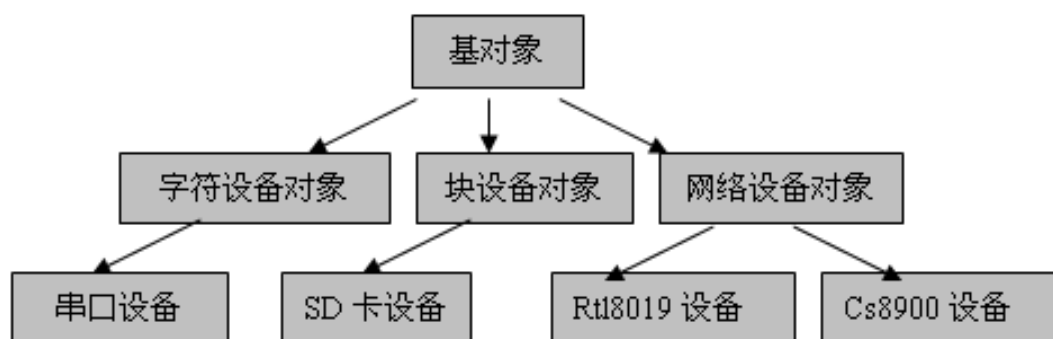 基对象
字符设备对象
块设备对象
网络设备对象
串口设备
SD 卡设备
Rtl8019 设备
Cs8900 设备